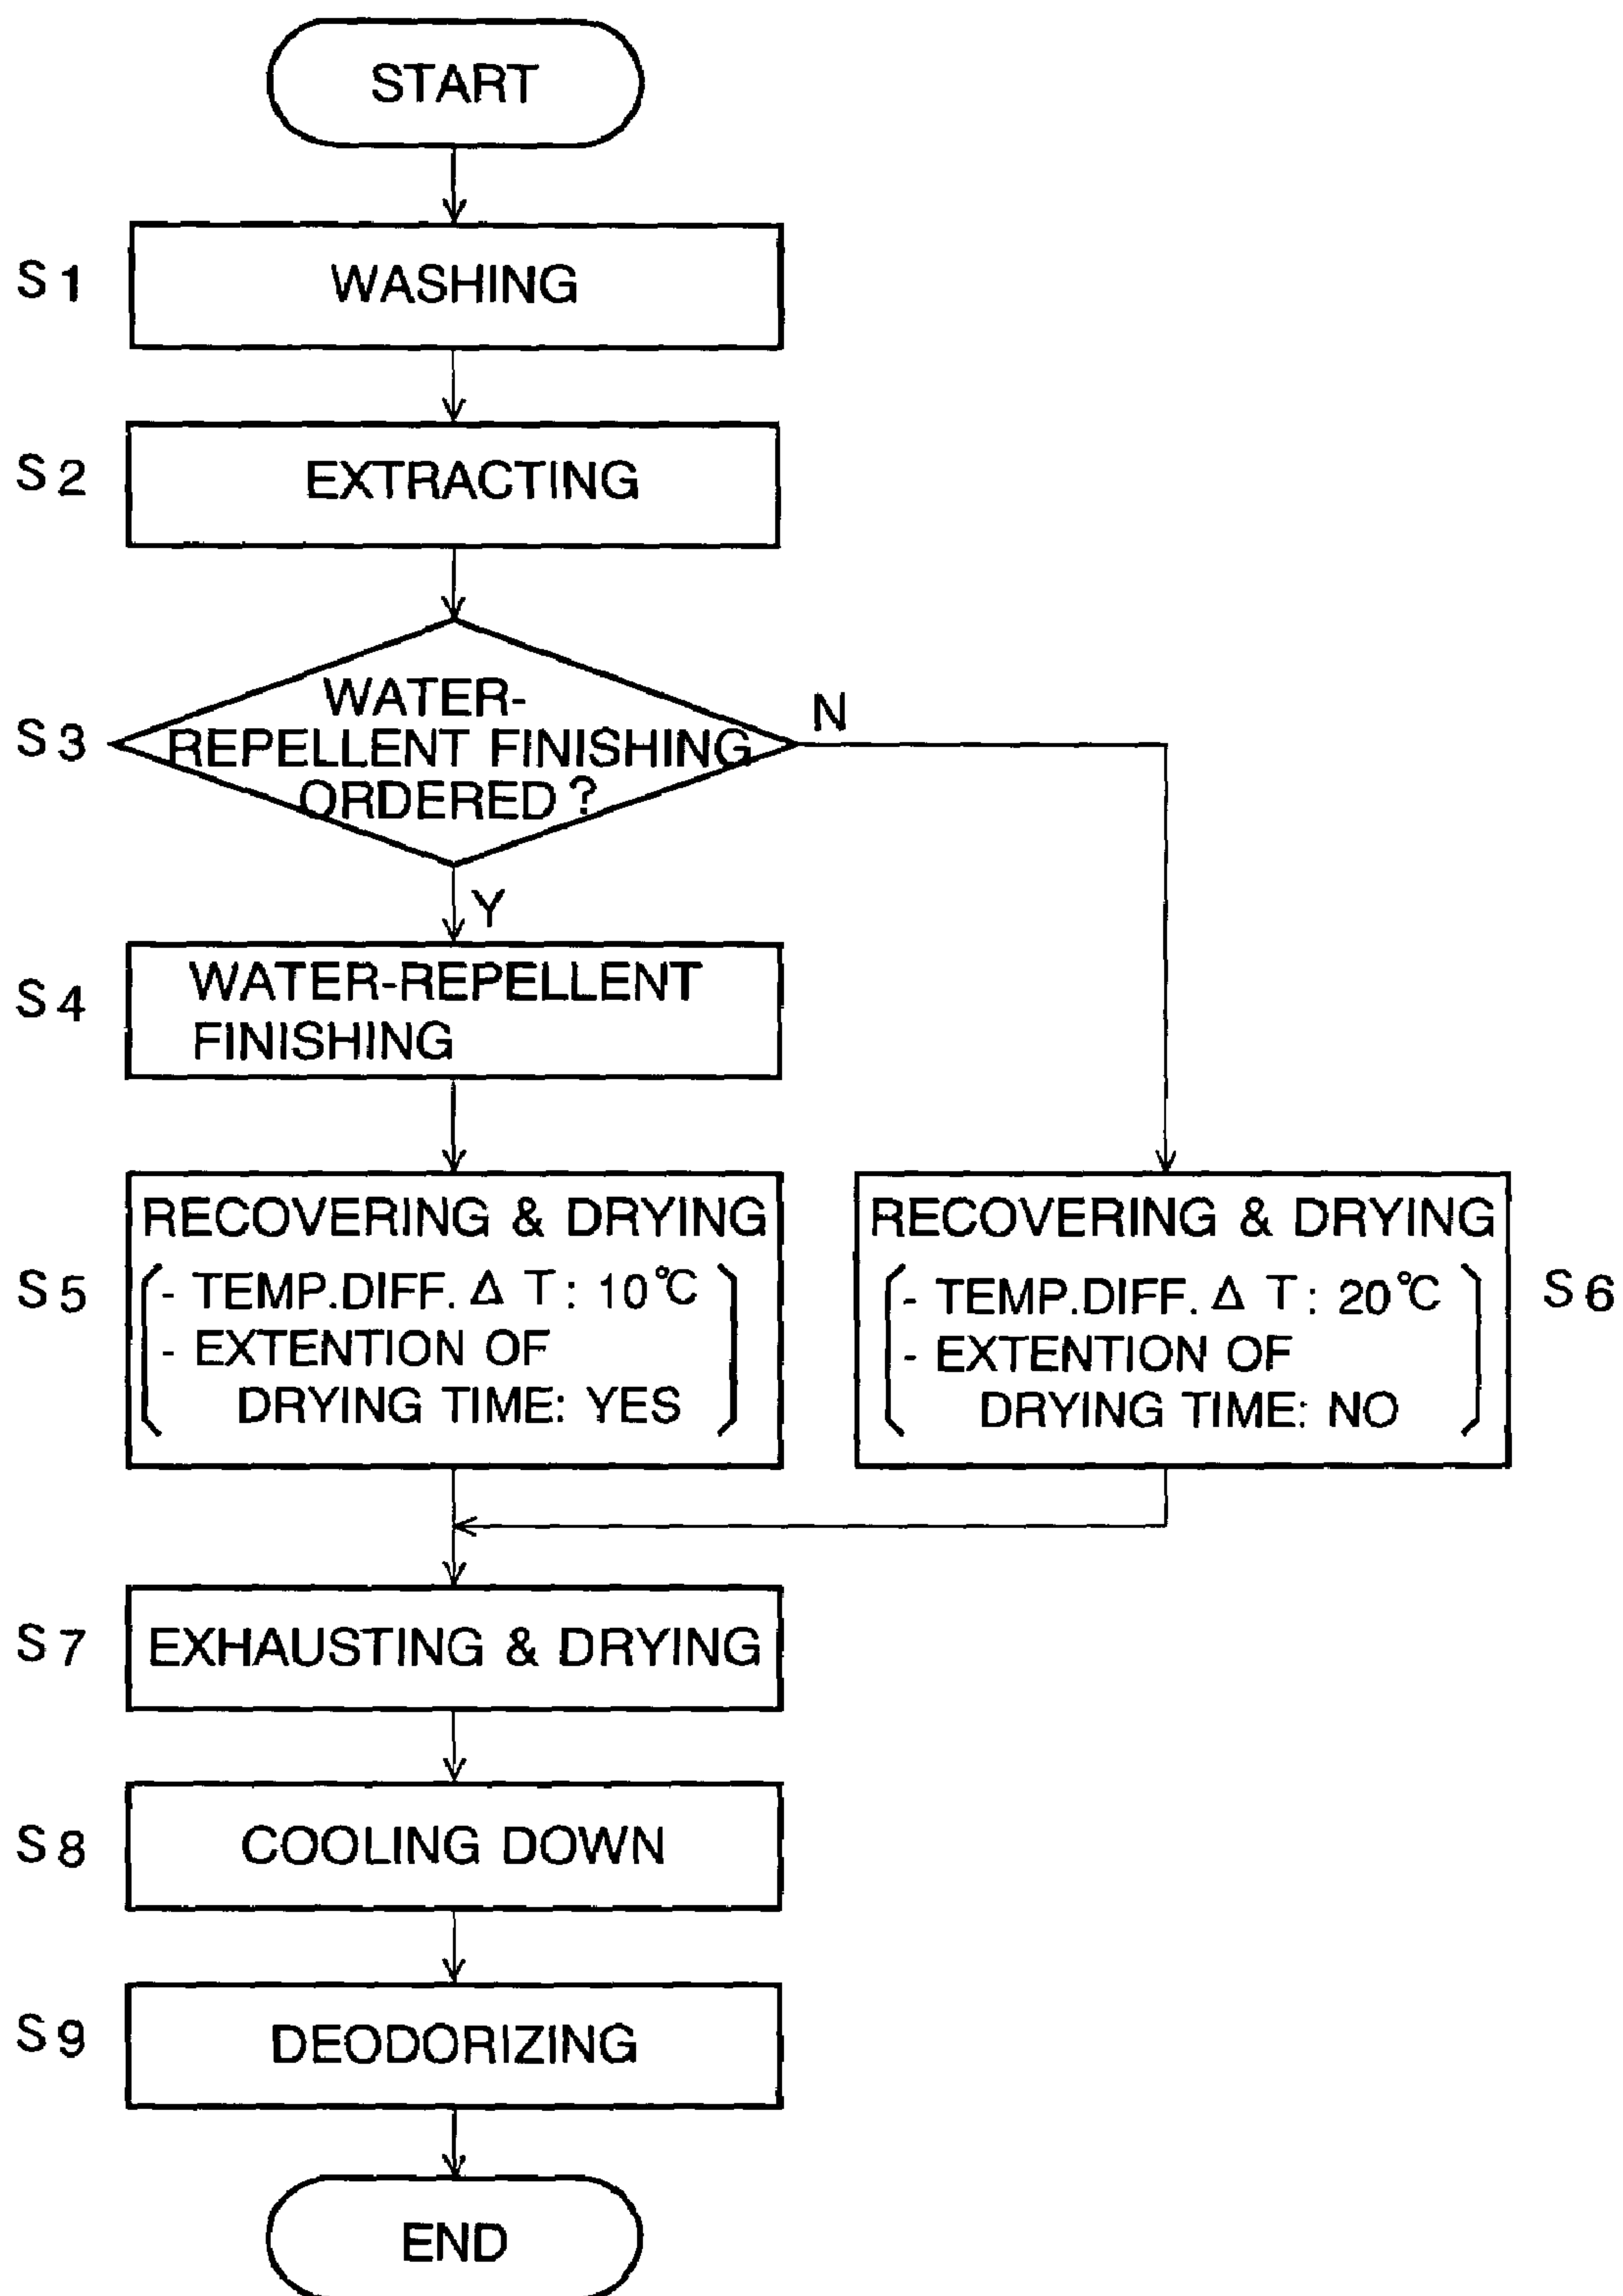 START
S1
WASHING
S2
EXTRACTING
S3
WATER-
REPELLENT FINISHING
ORDERED?
N
Y
S4
WATER-REPELLENT
FINISHING
S5
RECOVERING & DRYING
- TEMP.DIFF. Δ T: 10℃
- EXTENTION OF
DRYING TIME: YES
RECOVERING & DRYING
- TEMP.DIFF. Δ T: 20℃
- EXTENTION OF
DRYING TIME: NO
S6
S7
EXHAUSTING & DRYING
S8
COOLING DOWN
S9
DEODORIZING
END